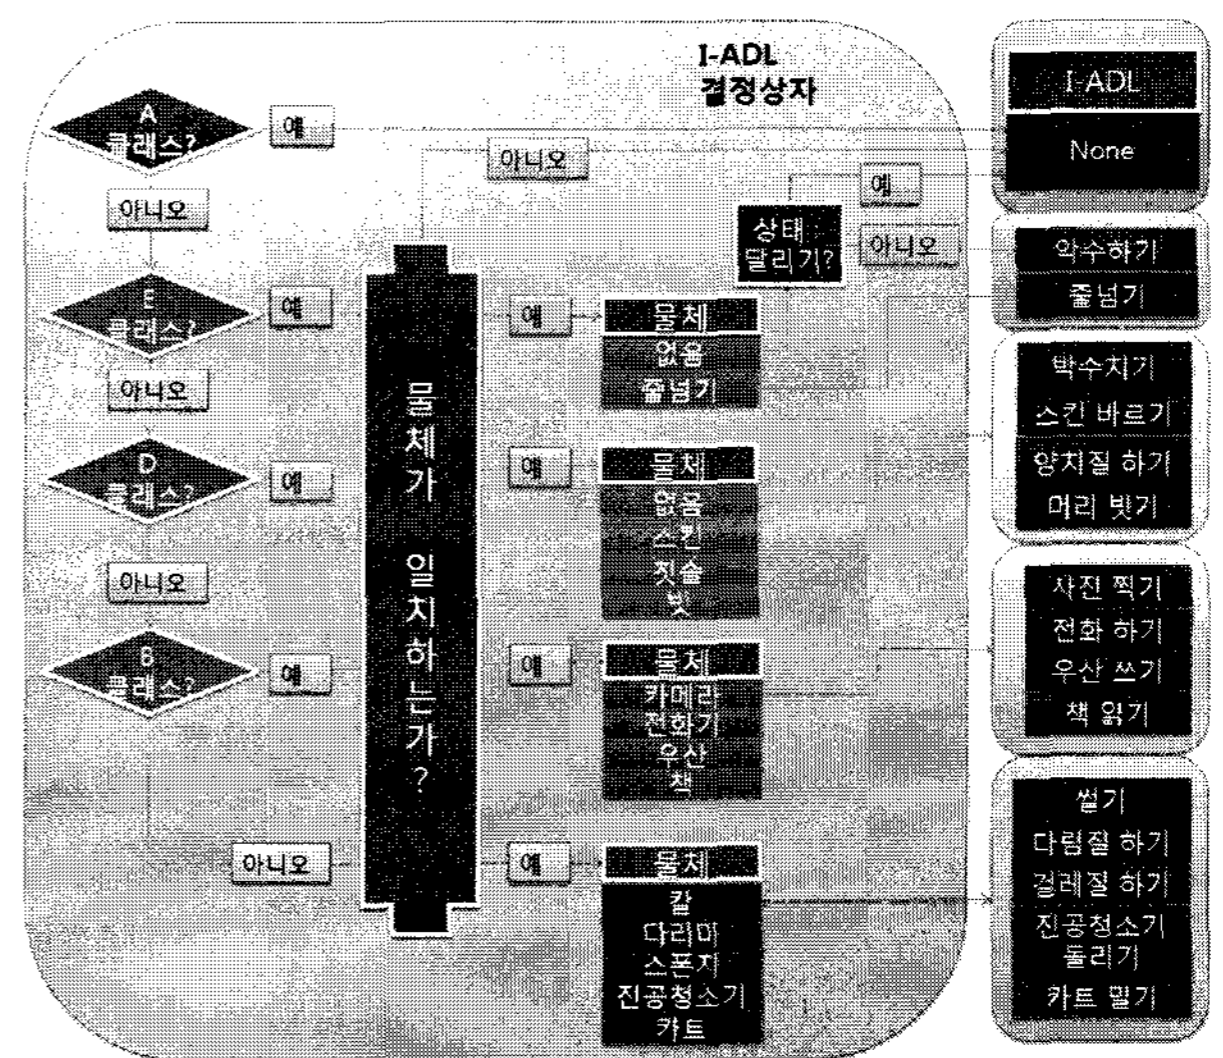 I-ADL
결정상자
A
클래스?
예
아니오
E
클래스?
예
아니오
D
클래스?
예
아니오
B
클래스?
예
아니오
물체가 일치하는가?
아니오
예
물체
없음
줄넘기
상태
달리기?
예
아니오
예
물체
없음
스킨
칫솔
빗
예
물체
카메라
전화기
우산
책
예
물체
칼
다리미
스폰지
진공청소기
카트
I-ADL
None
악수하기
줄넘기
박수치기
스킨 바르기
양치질 하기
머리 빗기
사진 찍기
전화 하기
우산 쓰기
책 읽기
썰기
다림질 하기
걸레질 하기
진공청소기
돌리기
카트 밀기